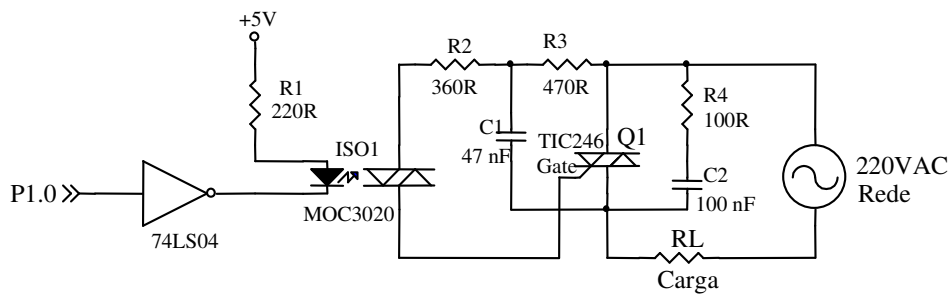 +5V
R1
220R
P1.0
74LS04
ISO1
MOC3020
R2
360R
R3
470R
C1
47 nF
TIC246
Gate
Q1
R4
100R
C2
100 nF
RL
Carga
220VAC
Rede